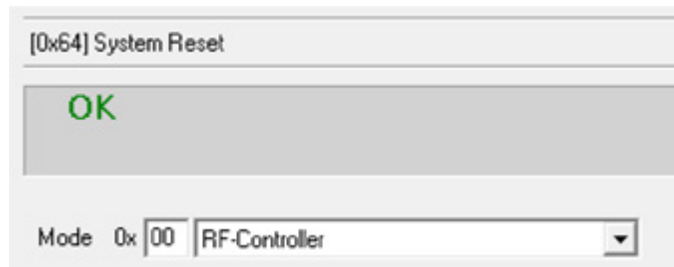 [0x64] System Reset
OK
Mode 0x 00 RF-Controller